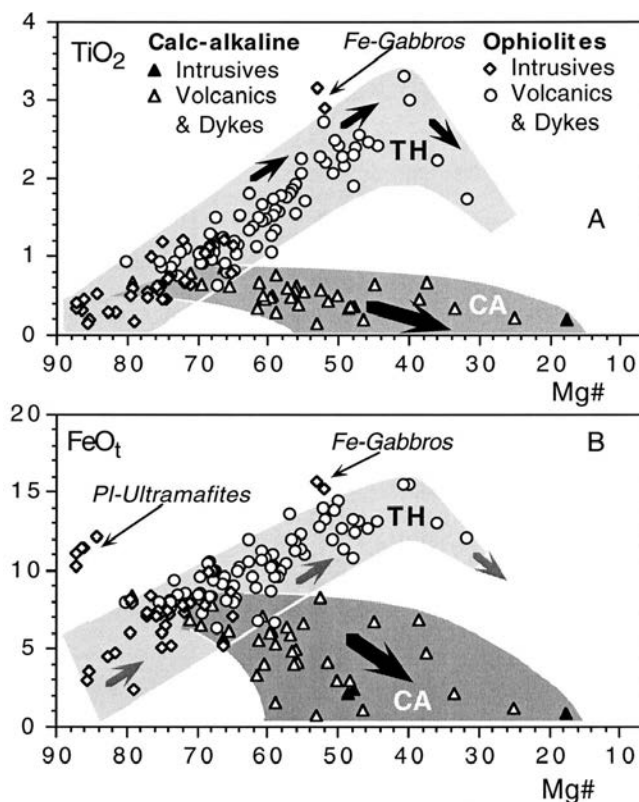 TiO2
Calc-alkaline
Intrusives
Volcanics
& Dykes
Fe-Gabbros
Ophiolites
Intrusives
Volcanics
& Dykes
TH
A
CA
4
3
2
1
0
90 80 70 60 50 40 30 20 10
Mg#
FeOt
B
Fe-Gabbros
Pl-Ultramafites
TH
CA
20
15
10
5
0
90 80 70 60 50 40 30 20 10
Mg#